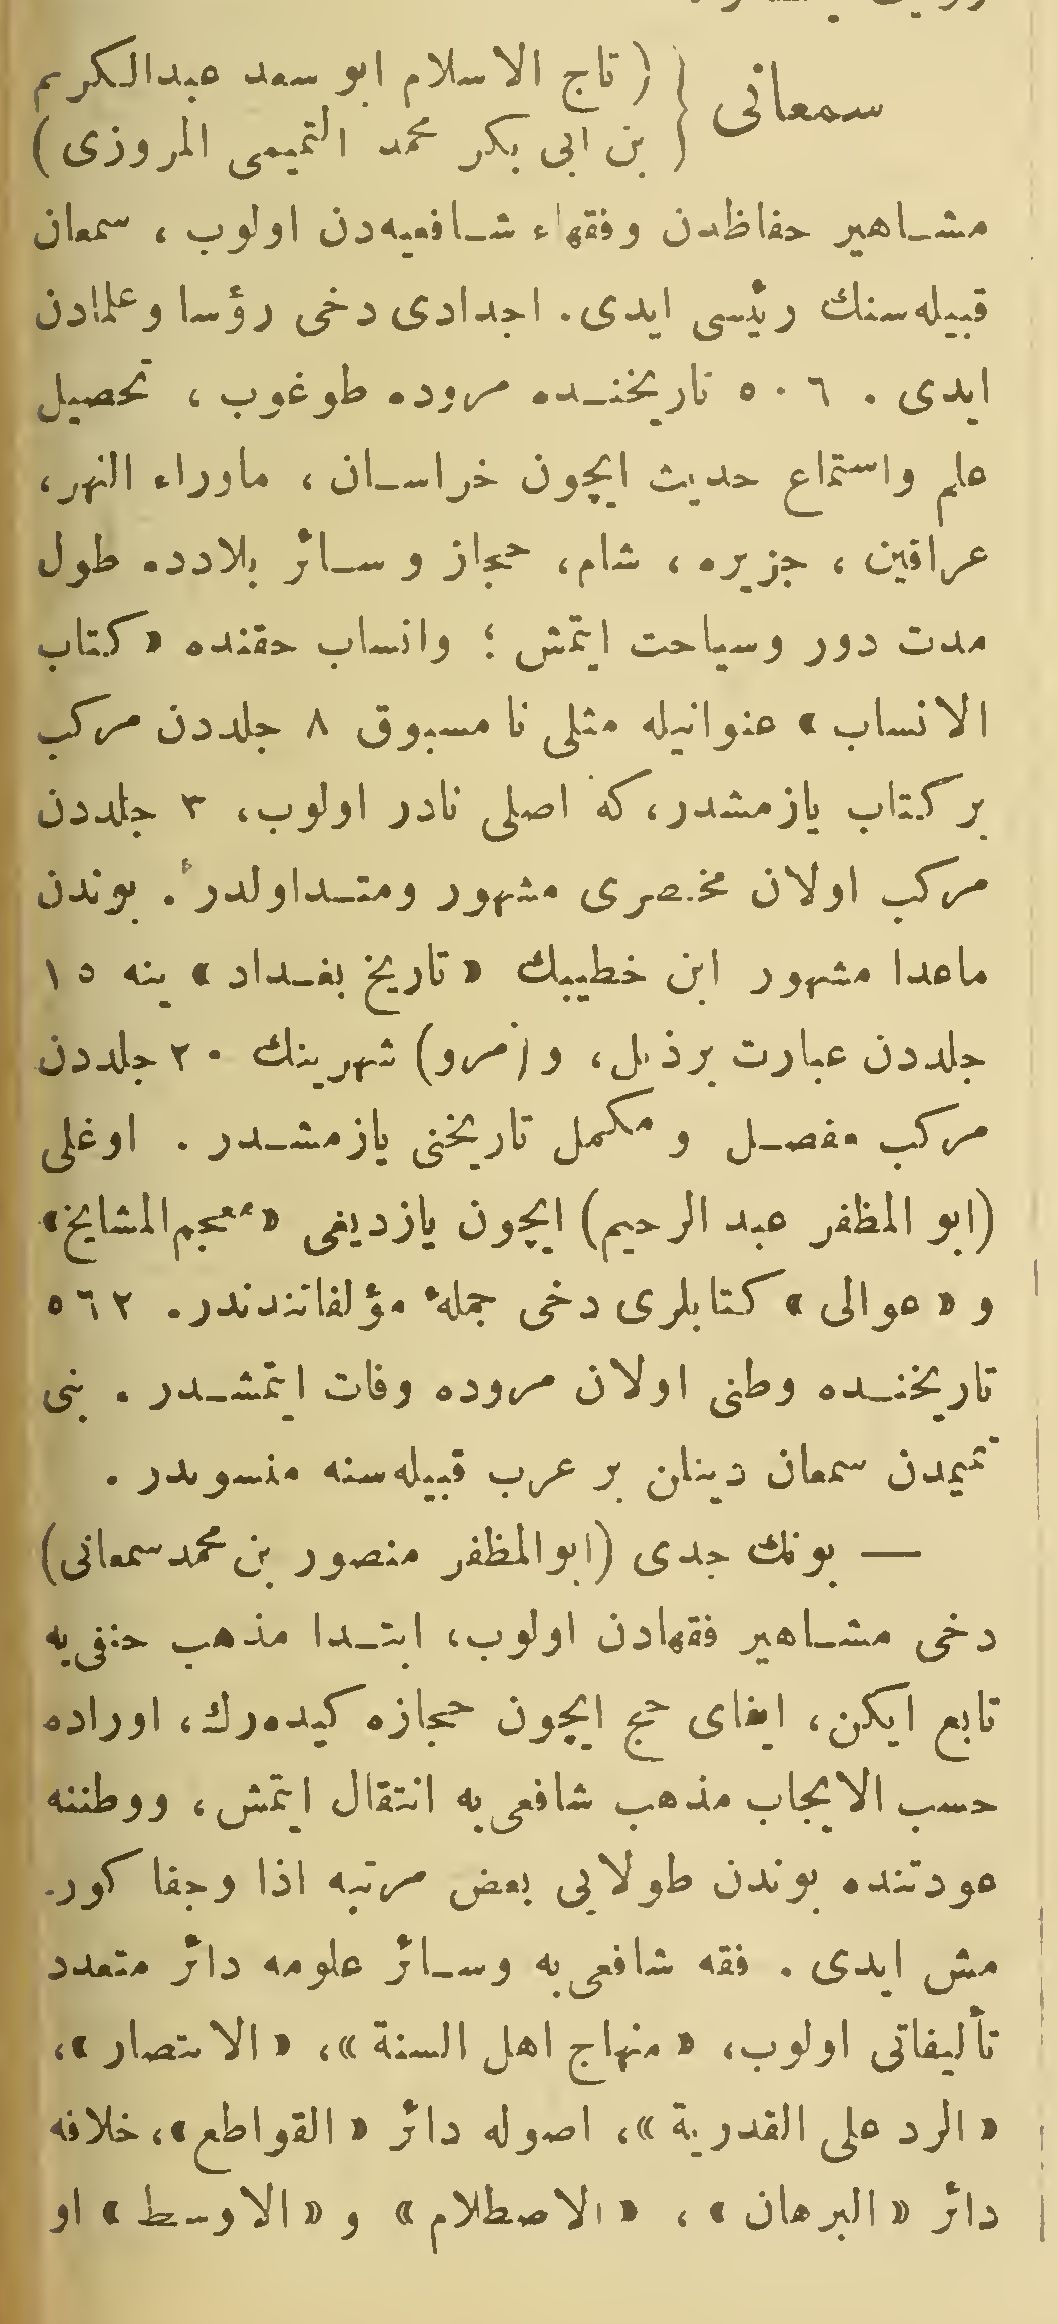 سمعانی { (تاج الاسلام ابو سعد عبدالکریم
بن ابی بکر محمد التمیمی المروزی)
مشاهیر حفاظدن وفقهاء شافعیه‌دن اولوب، سمعان
قبیله‌سنك رئیسی ایدی. اجدادی دخی رؤسا وعلمادن
ایدی. ٥٠٦ تاریخنده مروده طوغوب، تحصیل
علم واستماع حدیث ایچون خراسان، ماوراء النهر،
عراقین، جزیره، شام، حجاز وسائر بلادده طول
مدت دور وسیاحت ایتمش؛ وانساب حقنده «کتاب
الانساب» عنوانیله مثلی نا مسبوق ٨ جلددن مرکب
بر کتاب یازمشدر، که اصلی نادر اولوب، ٣ جلددن
مرکب اولان مختصری مشهور ومتداولدر. بوندن
ماعدا مشهور ابن خطیبك «تاریخ بغداد» ینه ١٥
جلددن عبارت برذیل، و (مرو) شهرینك ٢٠ جلددن
مرکب مفصل ومکمل تاریخنی یازمشدر. اوغلی
(ابو المظفر عبد الرحیم) ایچون یازدیغی «معجم المشایخ»
و «عوالی» کتابلری دخی جملهٔ مؤلفاتندندر. ٥٦٢
تاریخنده وطنی اولان مروده وفات ایتمشدر. بنی
تمیمدن سمعان دینلن بر عرب قبیله‌سنه منسوبدر.
— بونك جدی (ابوالمظفر منصور بن محمد سمعانی)
دخی مشاهیر فقهادن اولوب، ابتدا مذهب حنفی‌یه
تابع ایکن، ایفای حج ایچون حجازه کیده‌رك، اوراده
حسب الایجاب مذهب شافعی‌یه انتقال ایتمش، ووطننه
عودتنده بوندن طولایی بعض مرتبه اذا وجفا کور-
مش ایدی. فقه شافعی‌یه وسائر علومه دائر متعدد
تألیفاتی اولوب، «منهاج اهل السنة»، «الانتصار»،
«الرد علی القدریة»، اصوله دائر «القواطع»، خلافه
دائر «البرهان»، «الاصطلام» و «الاوسط» او